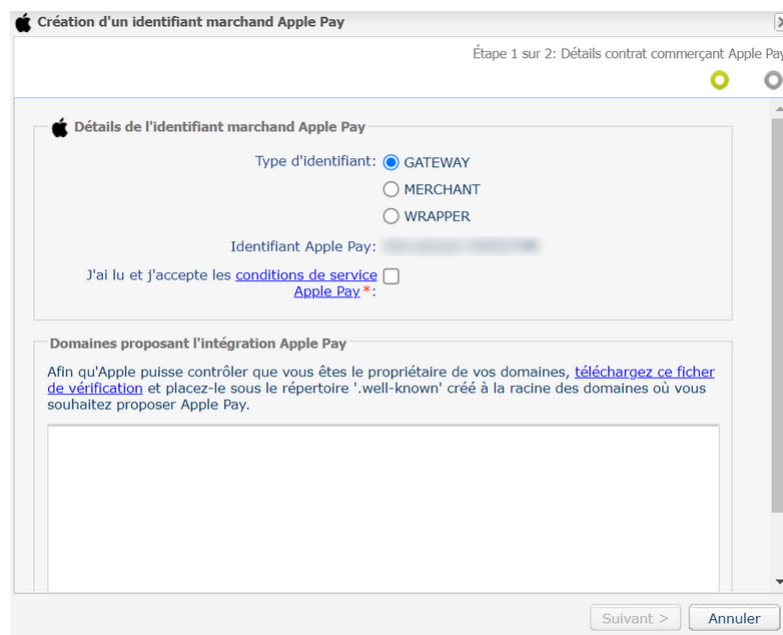 Création d'un identifiant marchand Apple Pay
Étape 1 sur 2: Détails contrat commerçant Apple Pay
Détails de l'identifiant marchand Apple Pay
Type d'identifiant: GATEWAY
MERCHANT
WRAPPER
Identifiant Apple Pay:
J'ai lu et j'accepte les conditions de service
Apple Pay*:
Domaines proposant l'intégration Apple Pay
Afin qu'Apple puisse contrôler que vous êtes le propriétaire de vos domaines, téléchargez ce ficher
de vérification et placez-le sous le répertoire '.well-known' créé à la racine des domaines où vous
souhaitez proposer Apple Pay.
Suivant >
Annuler